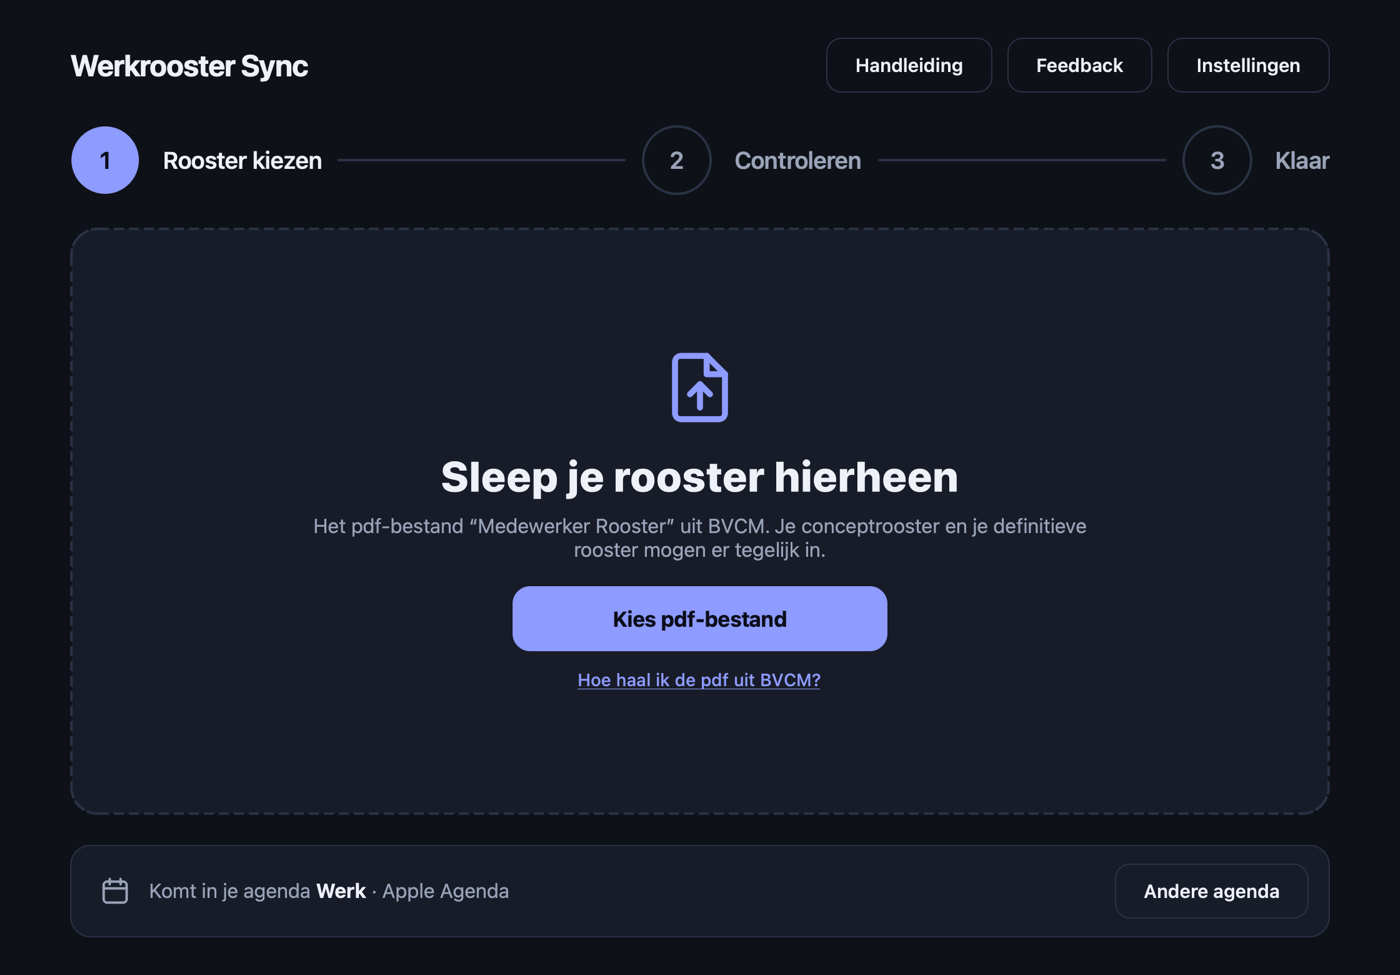 Werkrooster Sync
Handleiding
Feedback
Instellingen
1
Rooster kiezen
2
Controleren
3
Klaar
Sleep je rooster hierheen
Het pdf-bestand “Medewerker Rooster” uit BVCM. Je conceptrooster en je definitieve
rooster mogen er tegelijk in.
Kies pdf-bestand
Hoe haal ik de pdf uit BVCM?
Komt in je agenda Werk · Apple Agenda
Andere agenda